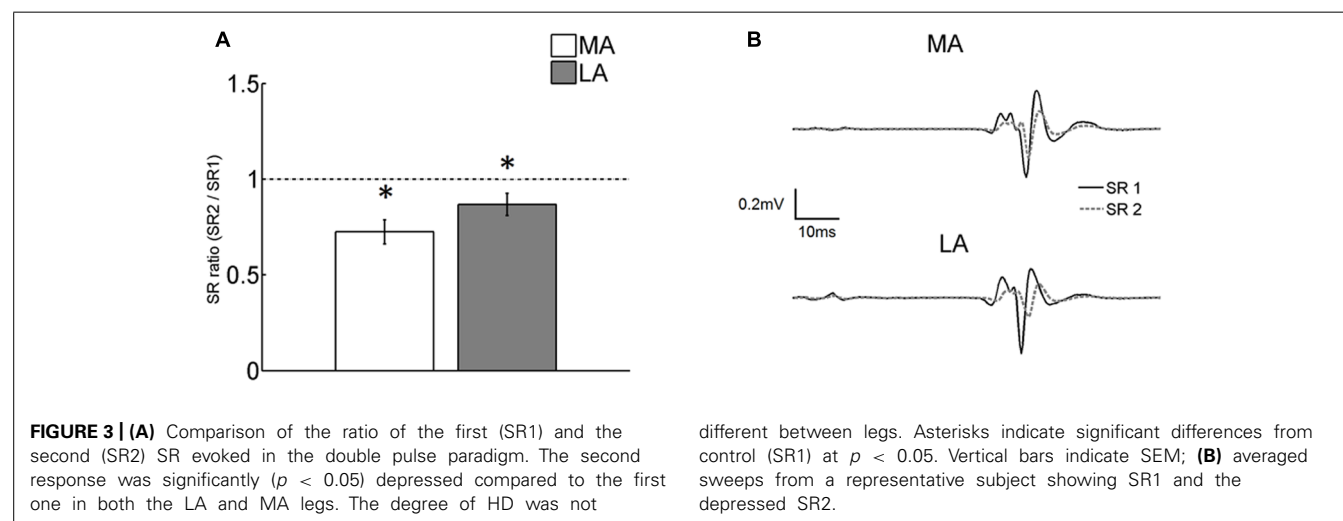 A
MA
LA
1.5
1
0.5
0
SR ratio (SR2 / SR1)
*
*
B
MA
0.2mV
10ms
SR 1
SR 2
LA
FIGURE 3 | (A) Comparison of the ratio of the first (SR1) and the
second (SR2) SR evoked in the double pulse paradigm. The second
response was significantly (p < 0.05) depressed compared to the first
one in both the LA and MA legs. The degree of HD was not
different between legs. Asterisks indicate significant differences from
control (SR1) at p < 0.05. Vertical bars indicate SEM; (B) averaged
sweeps from a representative subject showing SR1 and the
depressed SR2.